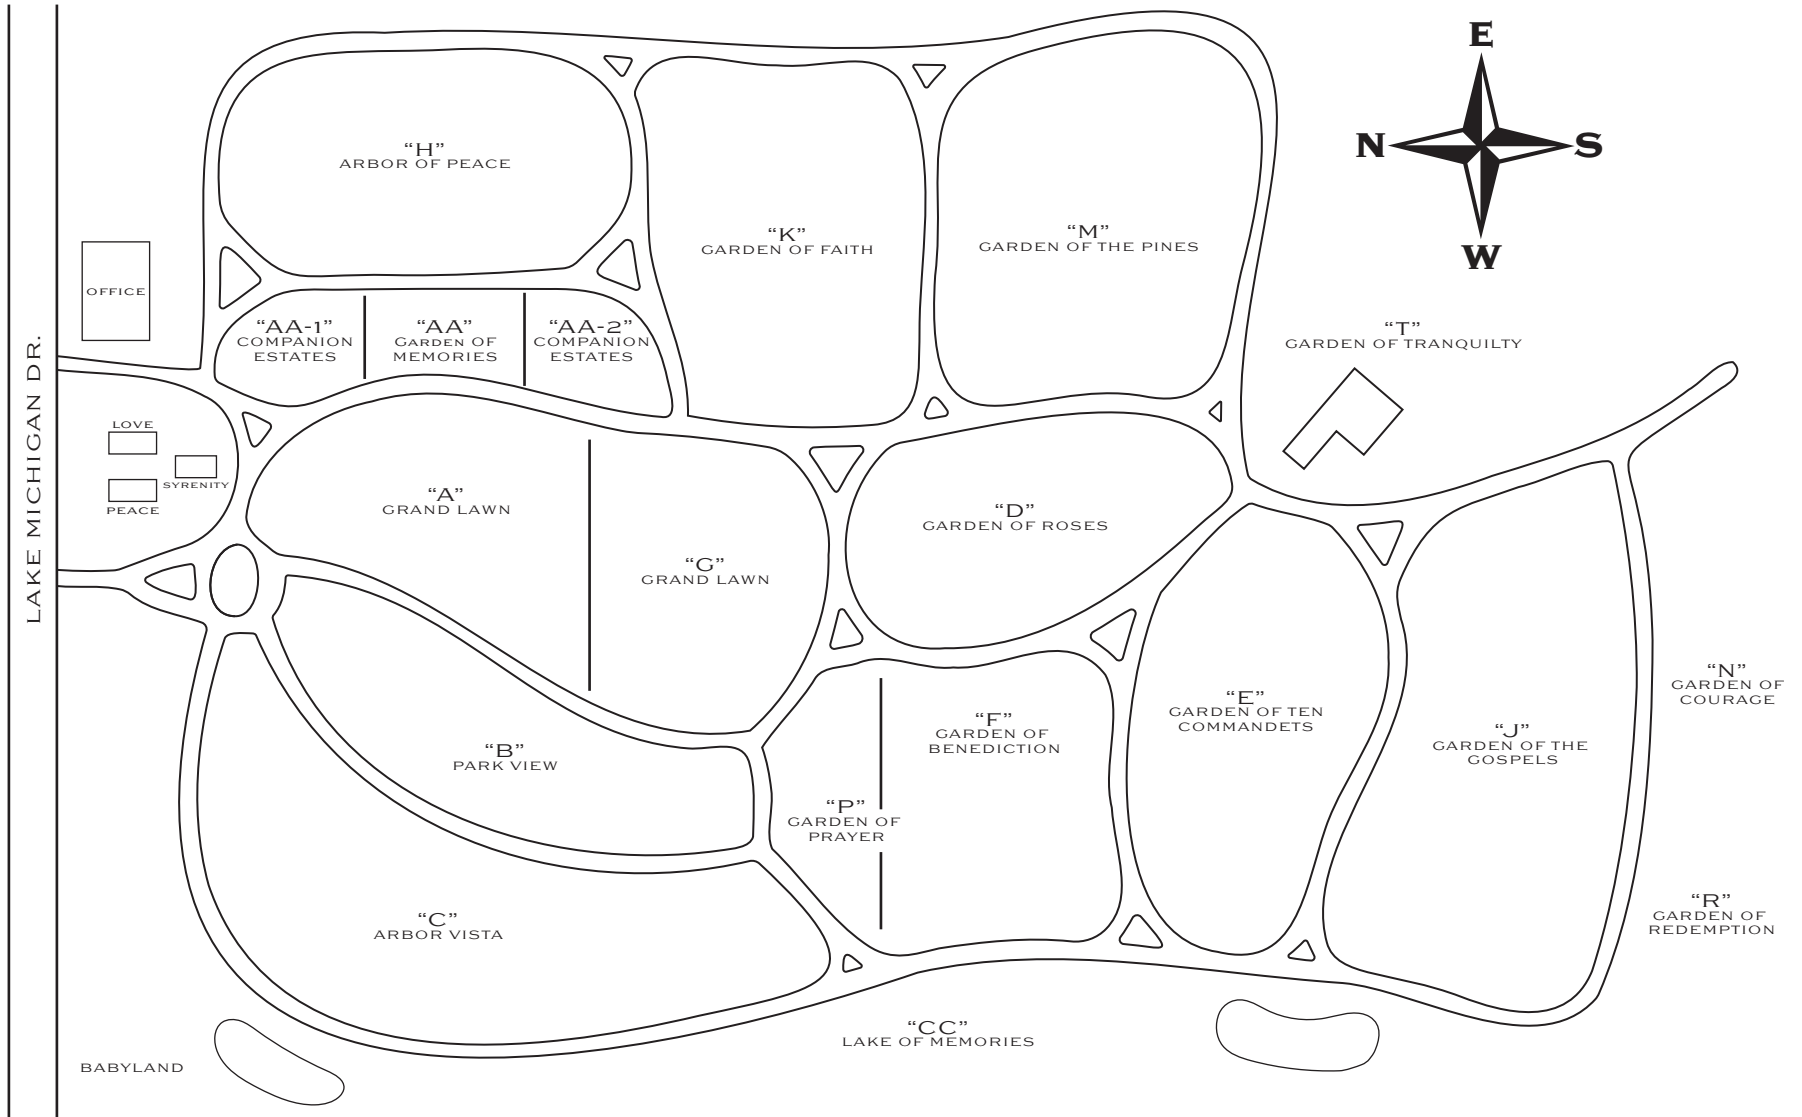 E
N
S
W
“H”
ARBOR OF PEACE
“K”
GARDEN OF FAITH
“M”
GARDEN OF THE PINES
OFFICE
“AA-1”
COMPANION
ESTATES
“AA”
GARDEN OF
MEMORIES
“AA-2”
COMPANION
ESTATES
“T”
GARDEN OF TRANQUILTY
LAKE MICHIGAN DR.
LOVE
SYRENITY
PEACE
“A”
GRAND LAWN
“G”
GRAND LAWN
“D”
GARDEN OF ROSES
“B”
PARK VIEW
“P”
GARDEN OF
PRAYER
“F”
GARDEN OF
BENEDICTION
“E”
GARDEN OF TEN
COMMANDETS
“J”
GARDEN OF THE
GOSPELS
“N”
GARDEN OF
COURAGE
“R”
GARDEN OF
REDEMPTION
“C”
ARBOR VISTA
“CC”
LAKE OF MEMORIES
BABYLAND